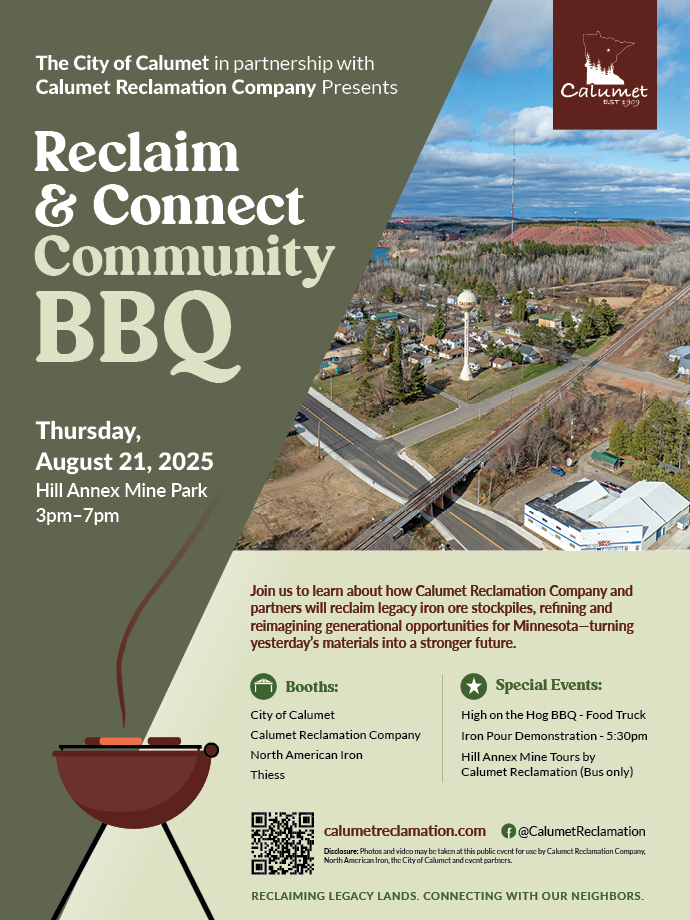 The City of Calumet in partnership with
Calumet Reclamation Company Presents
Calumet
EST 1909
Reclaim
& Connect
Community
BBQ
Thursday,
August 21, 2025
Hill Annex Mine Park
3pm–7pm
CALUMET
Join us to learn about how Calumet Reclamation Company and
partners will reclaim legacy iron ore stockpiles, refining and
reimagining generational opportunities for Minnesota—turning
yesterday’s materials into a stronger future.
Booths:
City of Calumet
Calumet Reclamation Company
North American Iron
Thiess
Special Events:
High on the Hog BBQ - Food Truck
Iron Pour Demonstration - 5:30pm
Hill Annex Mine Tours by
Calumet Reclamation (Bus only)
calumetreclamation.com
@CalumetReclamation
Disclosure: Photos and video may be taken at this public event for use by Calumet Reclamation Company,
North American Iron, the City of Calumet and event partners.
RECLAIMING LEGACY LANDS. CONNECTING WITH OUR NEIGHBORS.